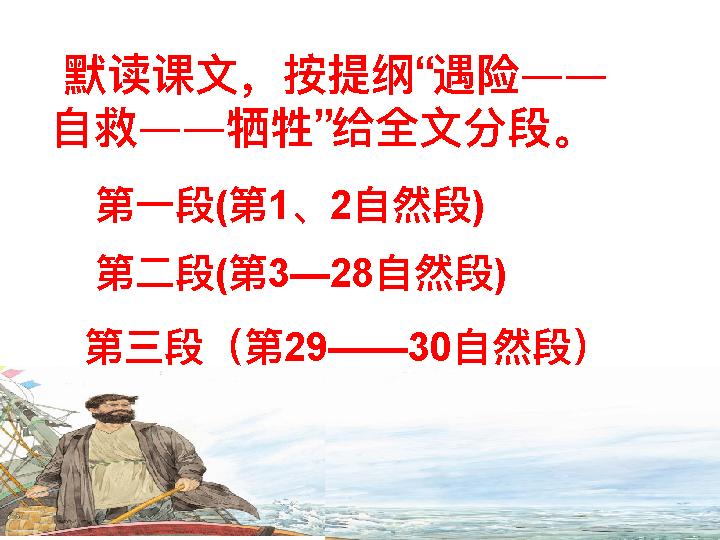 默读课文，按提纲“遇险——
自救——牺牲”给全文分段。
第一段(第1、2自然段)
第二段(第3—28自然段)
第三段（第29——30自然段）